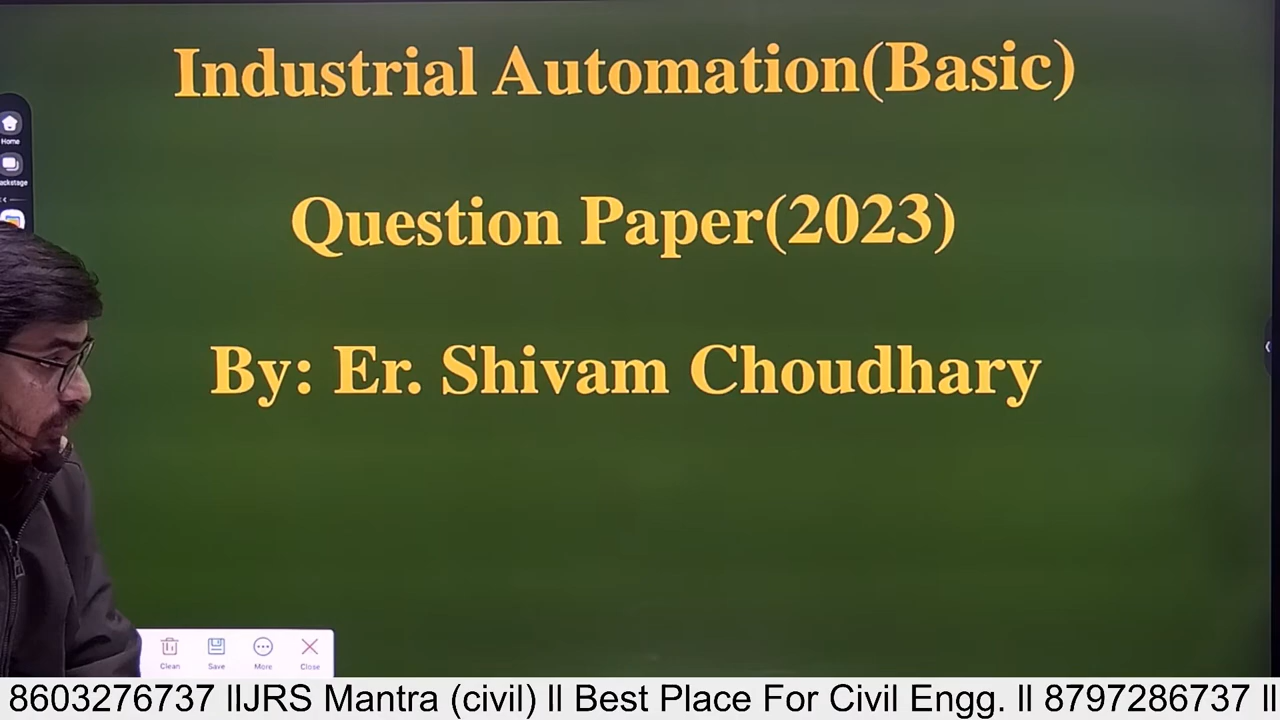 Industrial Automation(Basic)
Home
ackstage
Question Paper(2023)
By: Er. Shivam Choudhary
Clean Save More Close
8603276737 llJRS Mantra (civil) ll Best Place For Civil Engg. ll 8797286737 ll